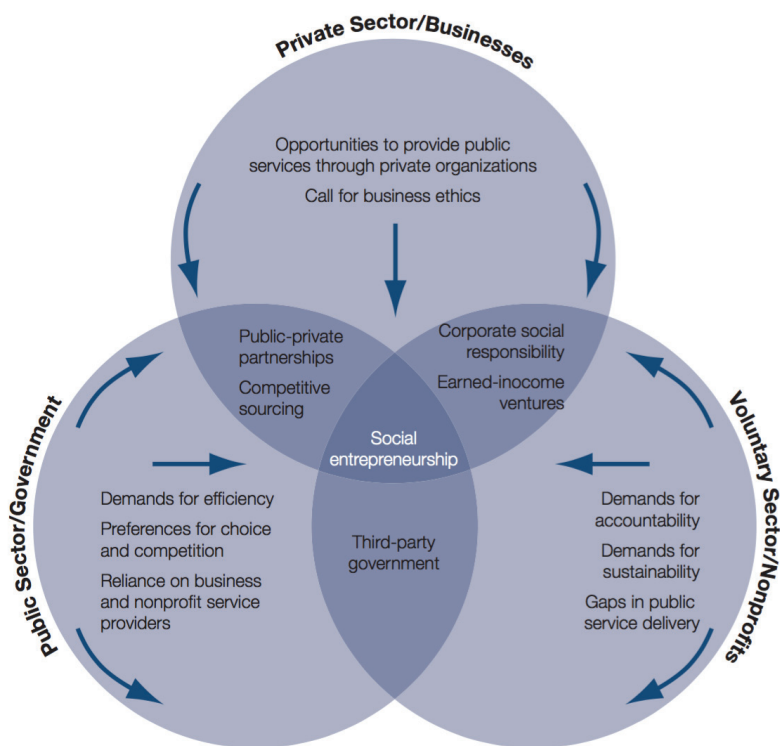 Private Sector/Businesses
Opportunities to provide public
services through private organizations
Call for business ethics
Public-private
partnerships
Competitive
sourcing
Corporate social
responsibility
Earned-inocome
ventures
Social
entrepreneurship
Public Sector/Government
Demands for efficiency
Preferences for choice
and competition
Reliance on business
and nonprofit service
providers
Third-party
government
Voluntary Sector/Nonprofits
Demands for
accountability
Demands for
sustainability
Gaps in public
service delivery